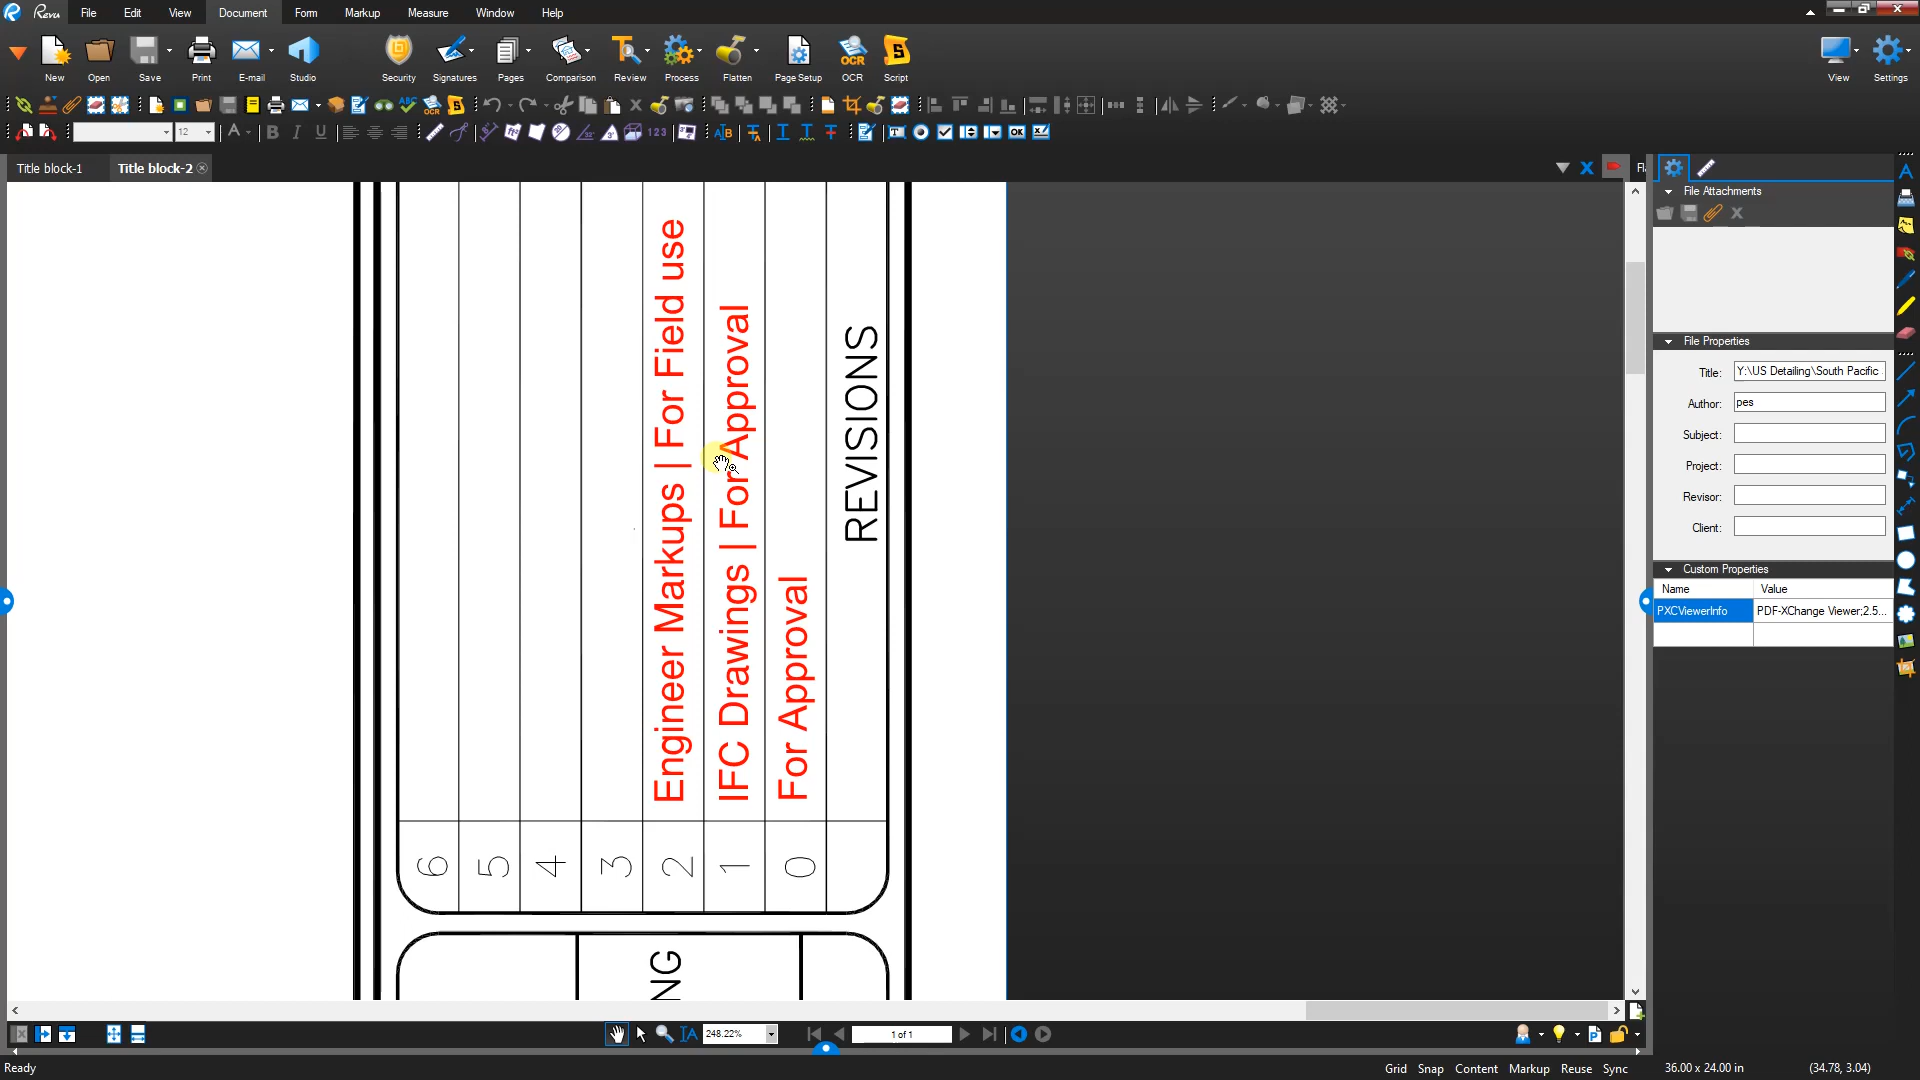 Revu File Edit View Document Form Markup Measure Window Help
New Open Save Print E-mail Studio Security Signatures Pages Comparison Review Process Flatten Page Setup OCR Script View Settings
12
Title block-1 Title block-2
File Attachments
File Properties
Title: Y:\US Detailing\South Pacific
Author: pes
Subject:
Project:
Revisor:
Client:
Custom Properties
Name Value
PXCViewerInfo PDF-XChange Viewer;2.5...
Engineer Markups | For Field use
IFC Drawings | For Approval
For Approval
REVISIONS
6 5 4 3 2 1 0
NG
248.22% 1 of 1
Ready Grid Snap Content Markup Reuse Sync 36.00 x 24.00 in (34.78, 3.04)